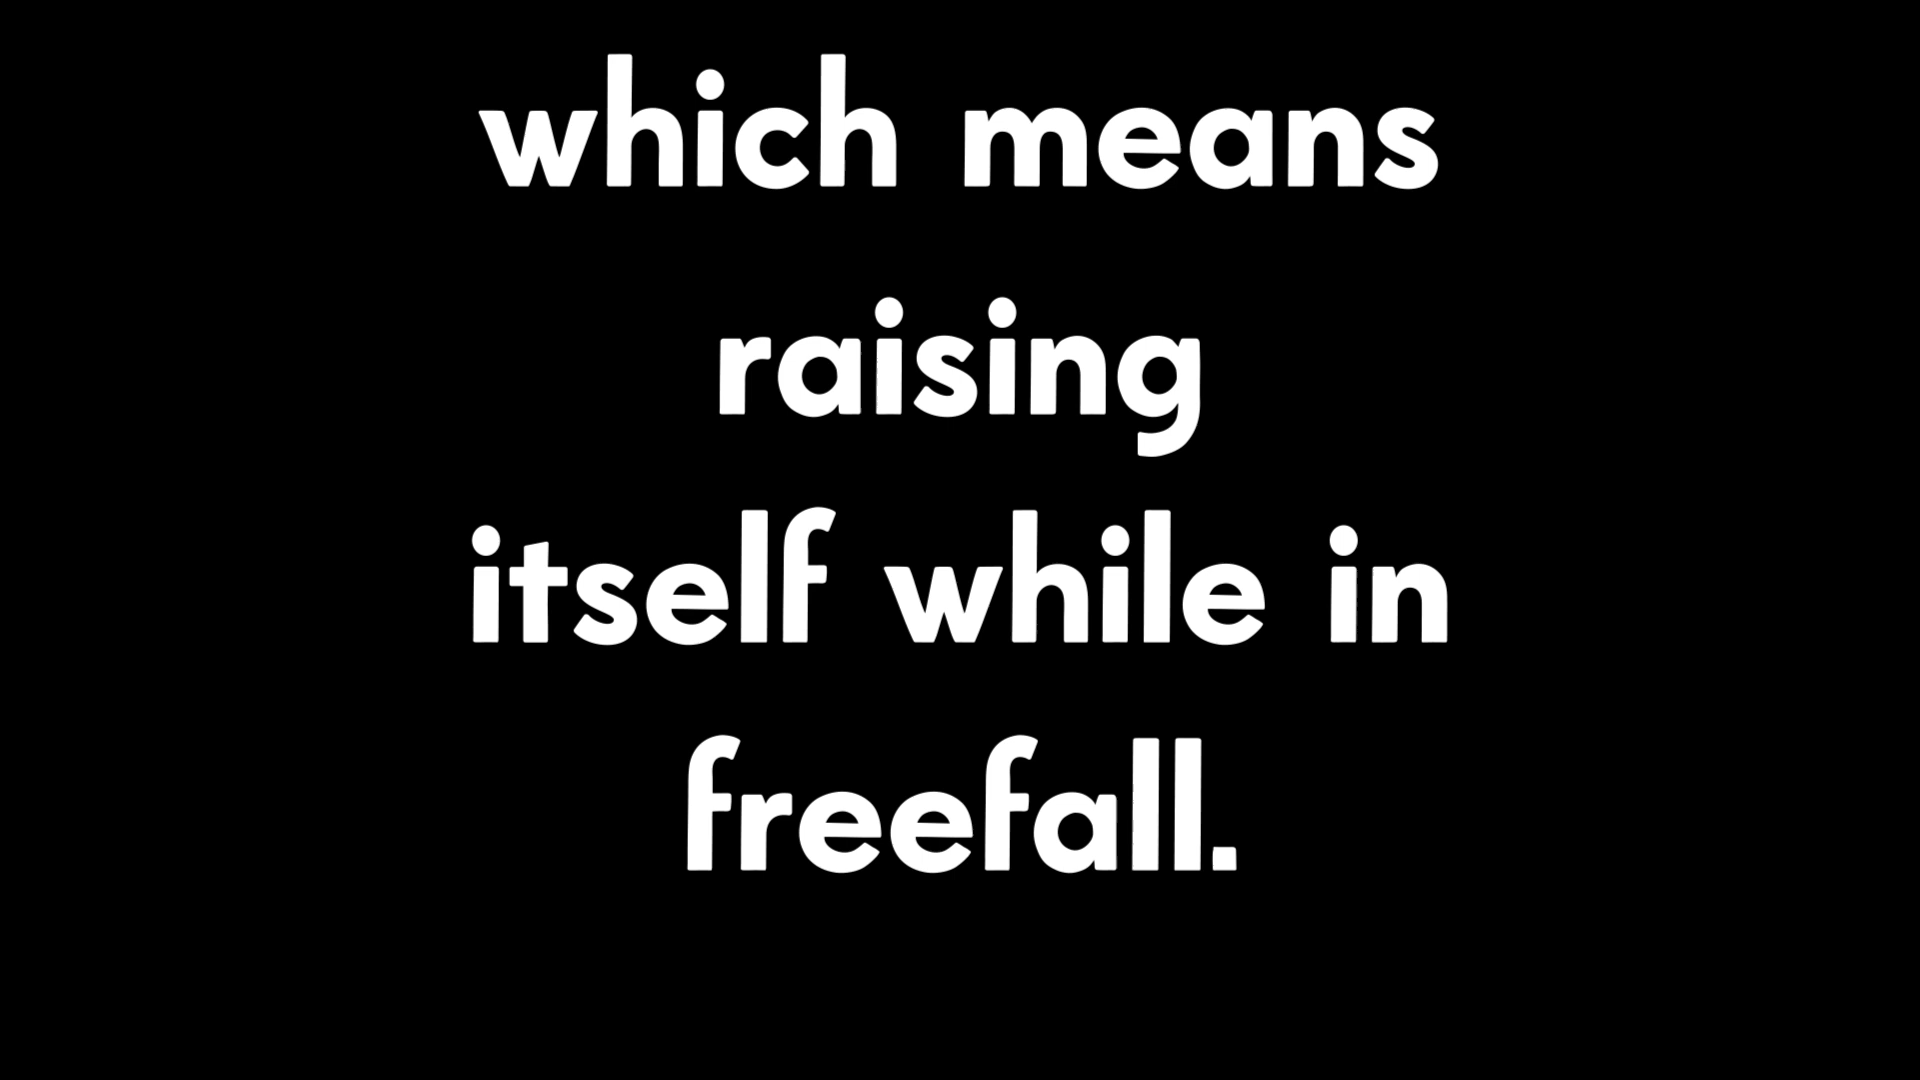 which means
raising
itself while in
freefall.